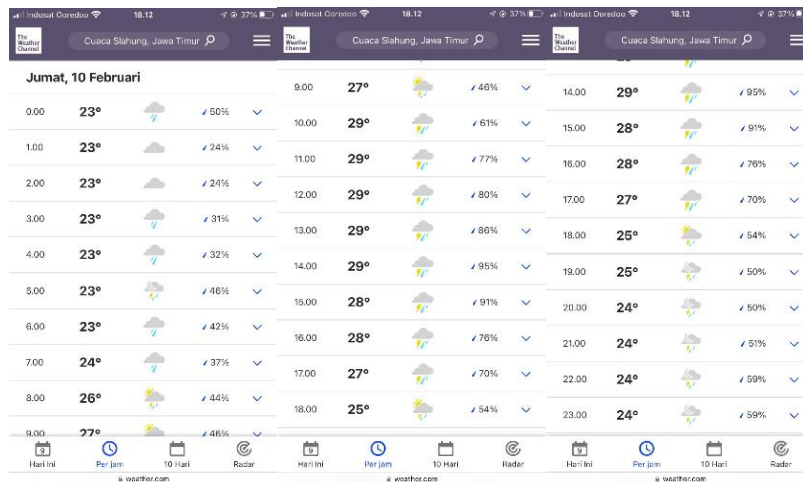 Indosat Ooredoo 18.12 37%
The Weather Channel
Cuaca Slahung, Jawa Timur
Jumat, 10 Februari
0.00 23° 50%
1.00 23° 24%
2.00 23° 24%
3.00 23° 31%
4.00 23° 32%
5.00 23° 46%
6.00 23° 42%
7.00 24° 37%
8.00 26° 44%
9.00 27° 46%
9 Hari Ini Per jam 10 Hari Radar
weather.com
Indosat Ooredoo 18.12 37%
The Weather Channel
Cuaca Slahung, Jawa Timur
9.00 27° 46%
10.00 29° 61%
11.00 29° 77%
12.00 29° 80%
13.00 29° 86%
14.00 29° 95%
15.00 28° 91%
16.00 28° 76%
17.00 27° 70%
18.00 25° 54%
9 Hari Ini Per jam 10 Hari Radar
weather.com
Indosat Ooredoo 18.12 37%
The Weather Channel
Cuaca Slahung, Jawa Timur
14.00 29° 95%
15.00 28° 91%
16.00 28° 76%
17.00 27° 70%
18.00 25° 54%
19.00 25° 50%
20.00 24° 50%
21.00 24° 51%
22.00 24° 59%
23.00 24° 59%
9 Hari Ini Per jam 10 Hari Radar
weather.com